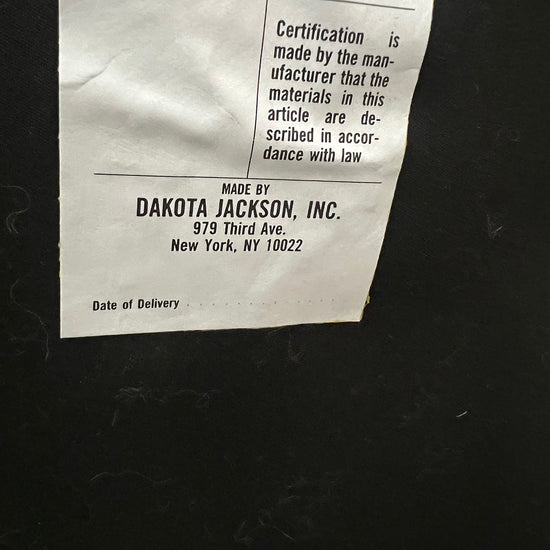 Certification is
made by the man-
ufacturer that the
materials in this
article are de-
scribed in accor-
dance with law
MADE BY
DAKOTA JACKSON, INC.
979 Third Ave.
New York, NY 10022
Date of Delivery . . . . . . . . . . . . .